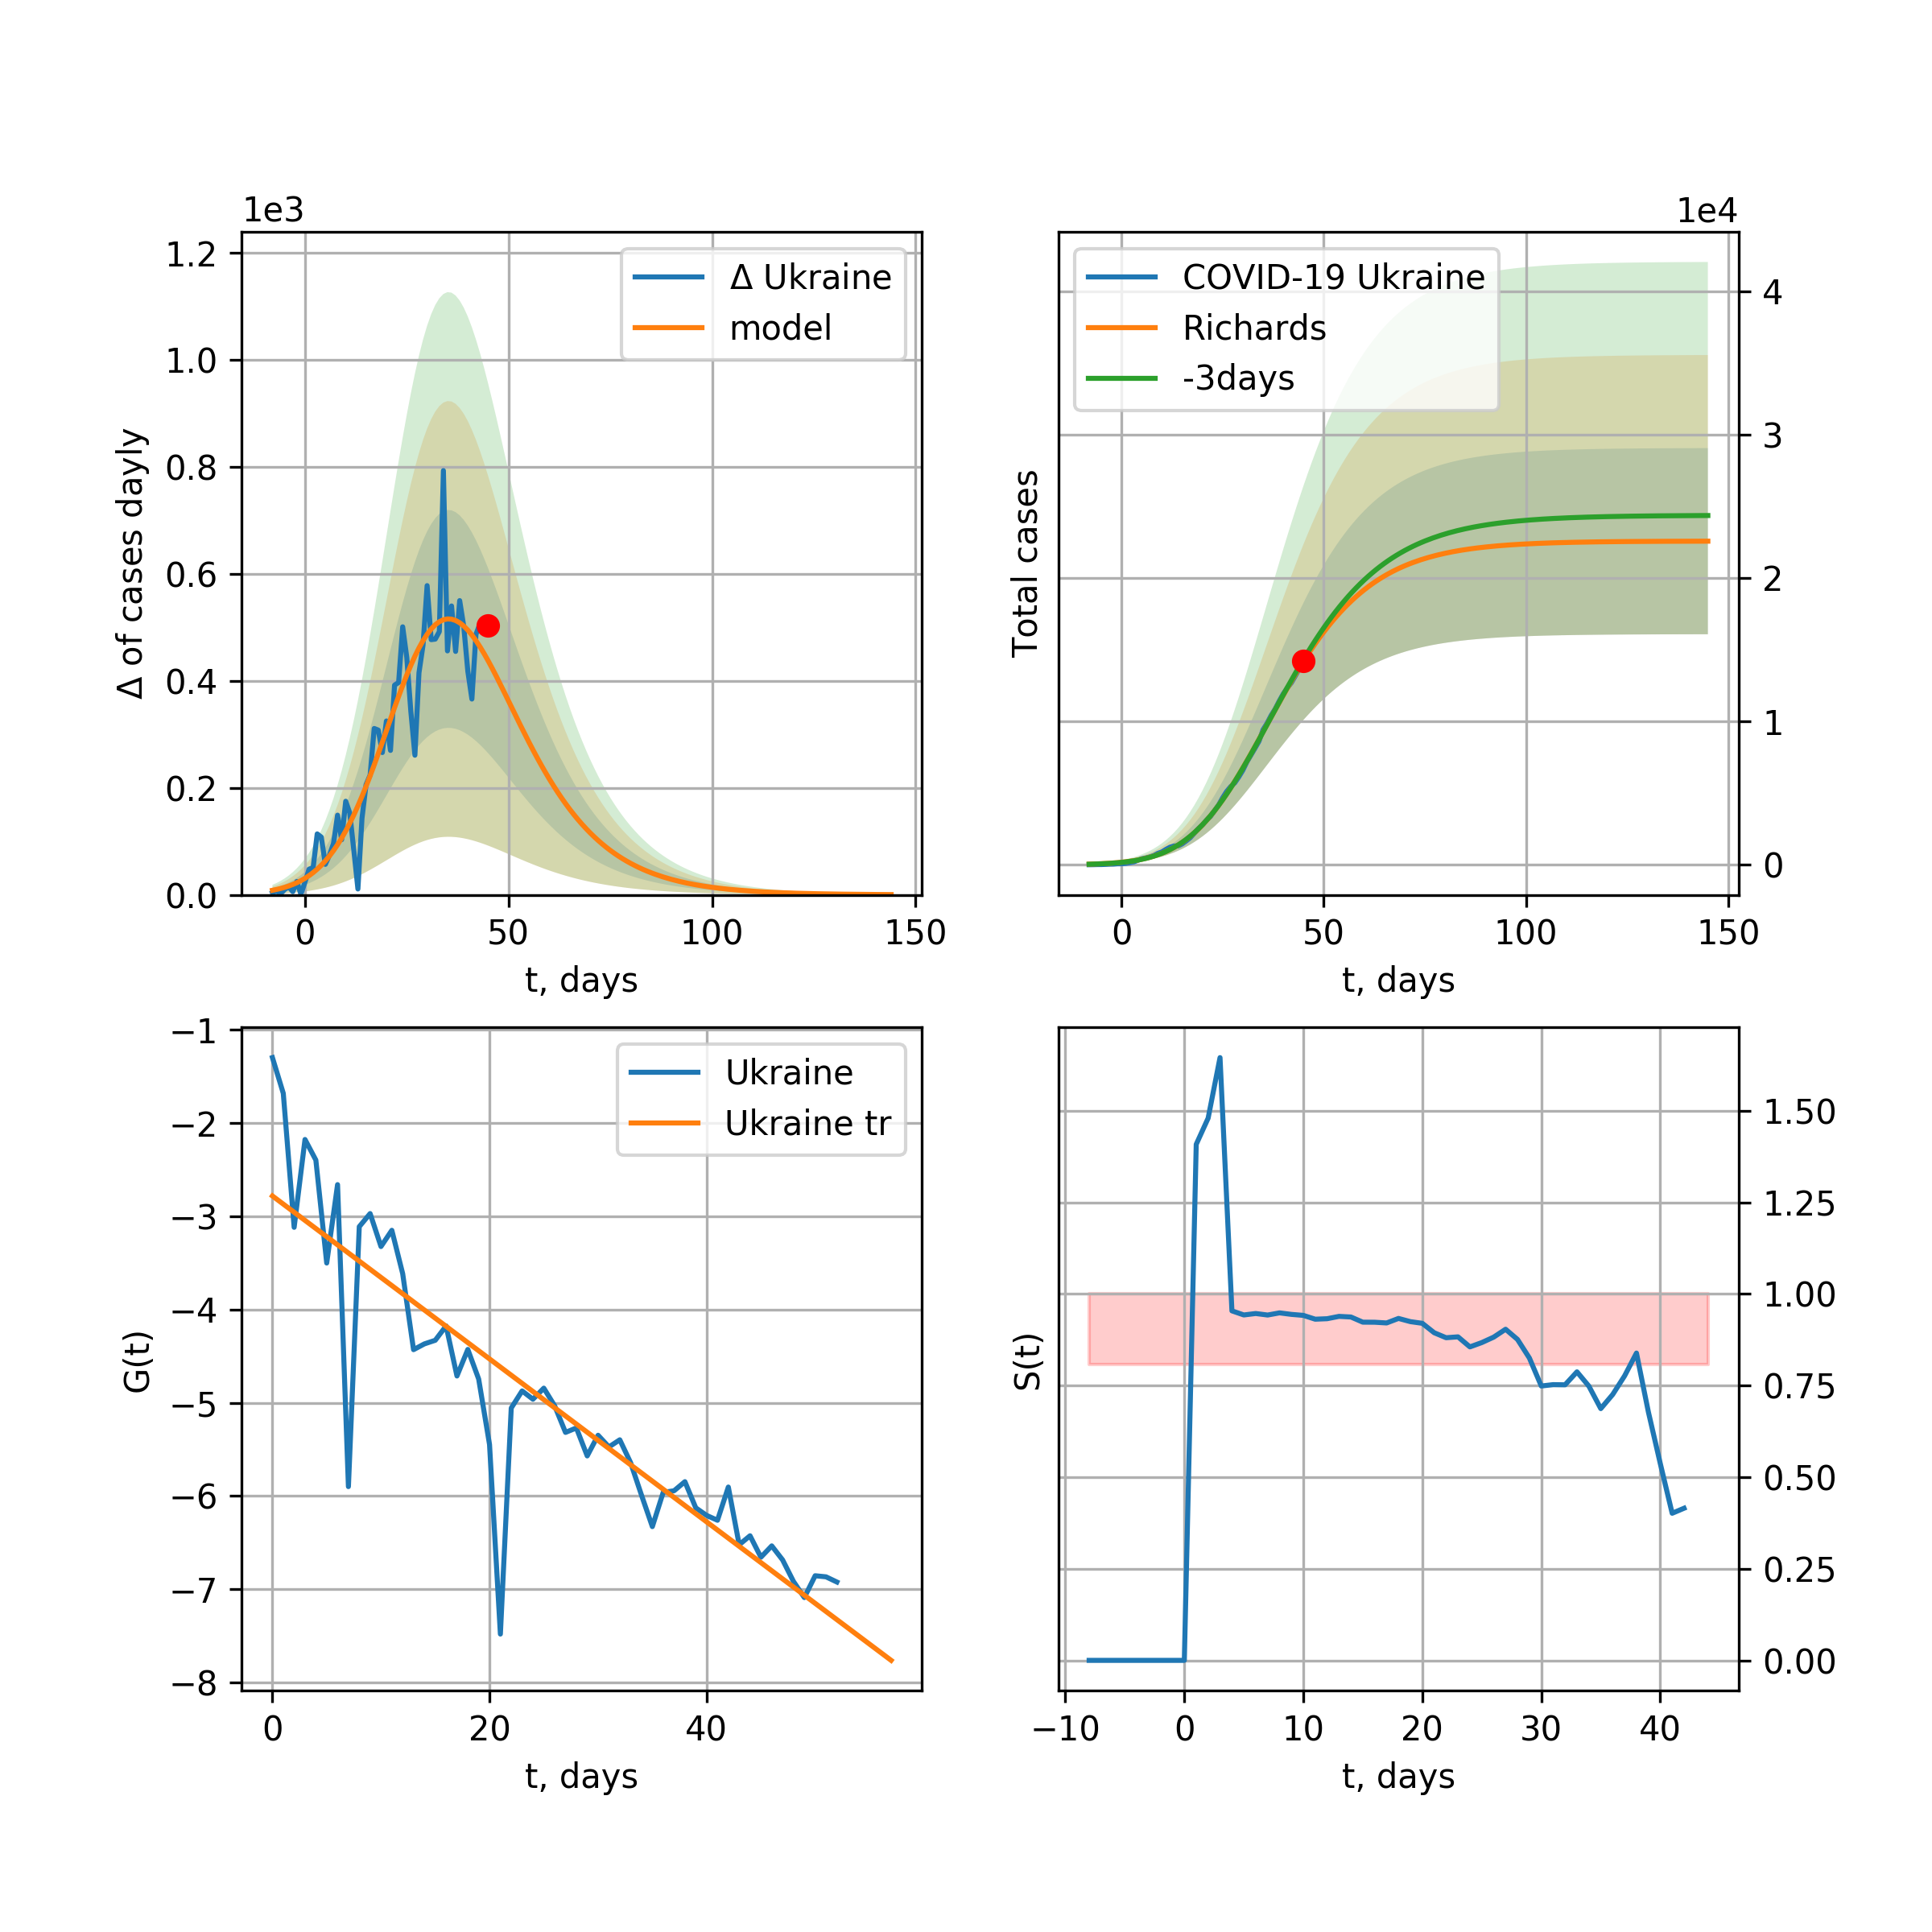 1e3
1.2
1.0
0.8
0.6
0.4
0.2
0.0
Δ of cases dayly
Δ Ukraine
model
0 50 100 150
t, days
1e4
COVID-19 Ukraine
Richards
-3days
Total cases
4
3
2
1
0
0 50 100 150
t, days
−1
−2
−3
−4
−5
−6
−7
−8
G(t)
Ukraine
Ukraine tr
0 20 40
t, days
S(t)
1.50
1.25
1.00
0.75
0.50
0.25
0.00
−10 0 10 20 30 40
t, days